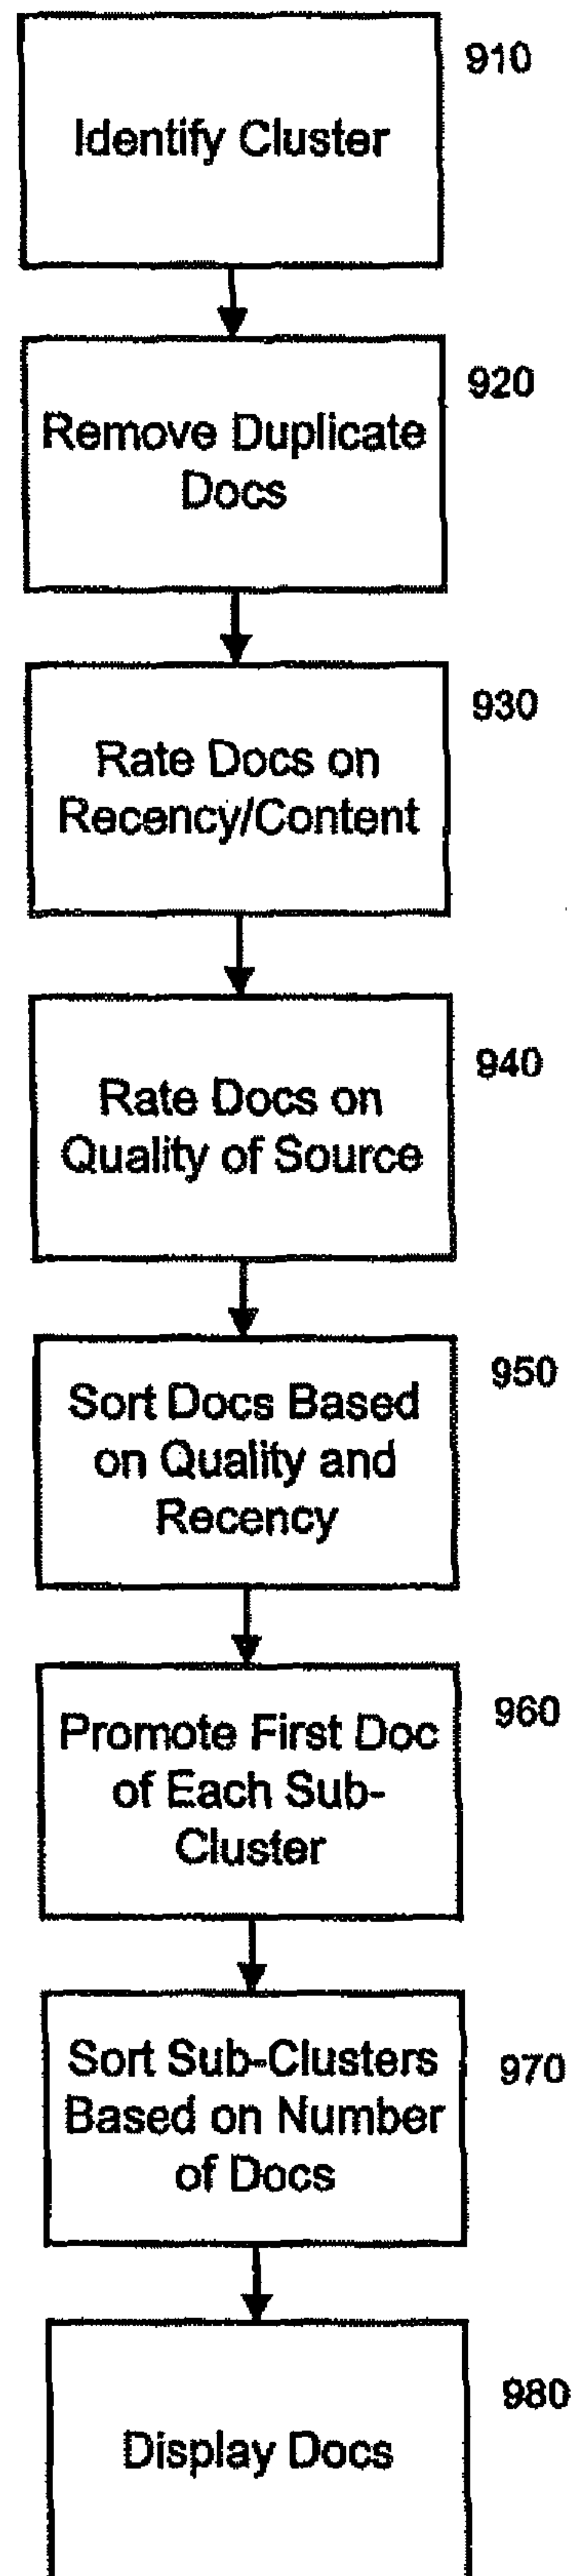 910
Identify Cluster
920
Remove Duplicate
Docs
930
Rate Docs on
Recency/Content
940
Rate Docs on
Quality of Source
950
Sort Docs Based
on Quality and
Recency
960
Promote First Doc
of Each Sub-
Cluster
970
Sort Sub-Clusters
Based on Number
of Docs
980
Display Docs